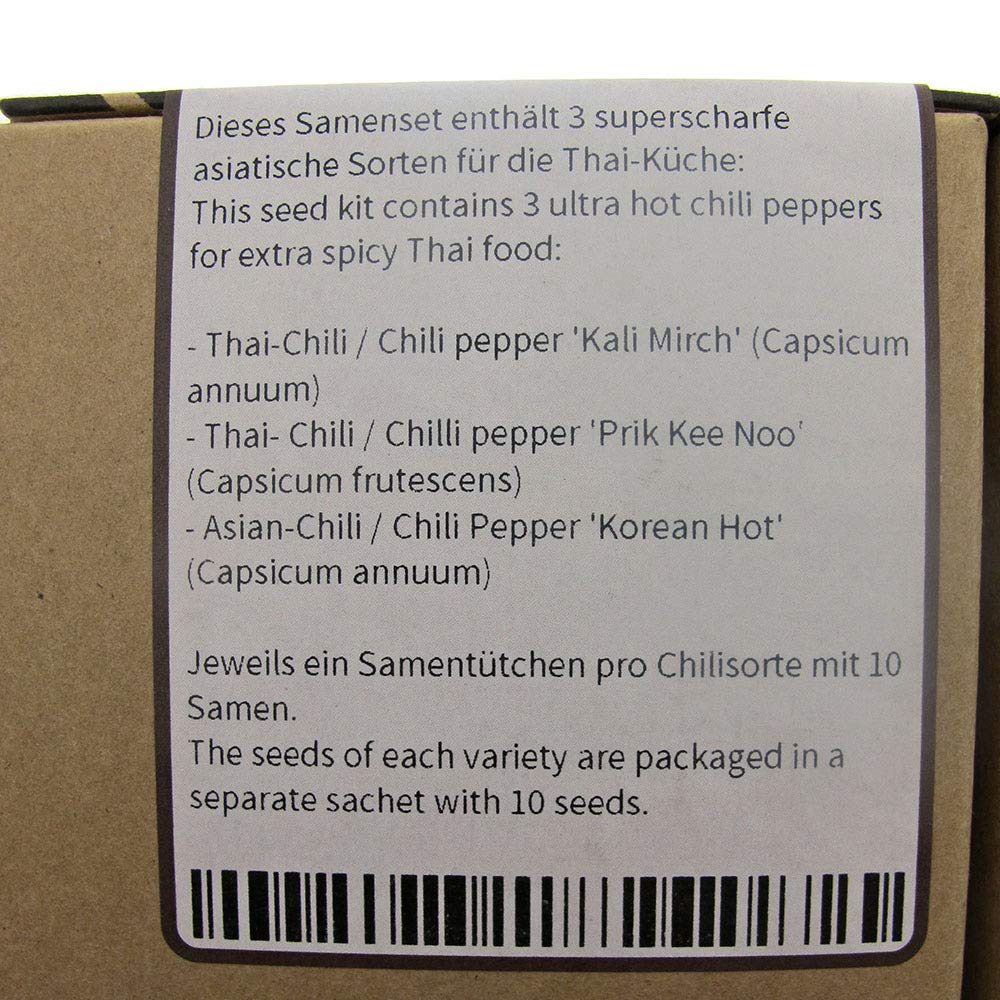 Dieses Samenset enthält 3 superscharfe
asiatische Sorten für die Thai-Küche:
This seed kit contains 3 ultra hot chili peppers
for extra spicy Thai food:
- Thai-Chili / Chili pepper 'Kali Mirch' (Capsicum
annuum)
- Thai- Chili / Chilli pepper 'Prik Kee Noo'
(Capsicum frutescens)
- Asian-Chili / Chili Pepper 'Korean Hot'
(Capsicum annuum)
Jeweils ein Samentütchen pro Chilisorte mit 10
Samen.
The seeds of each variety are packaged in a
separate sachet with 10 seeds.